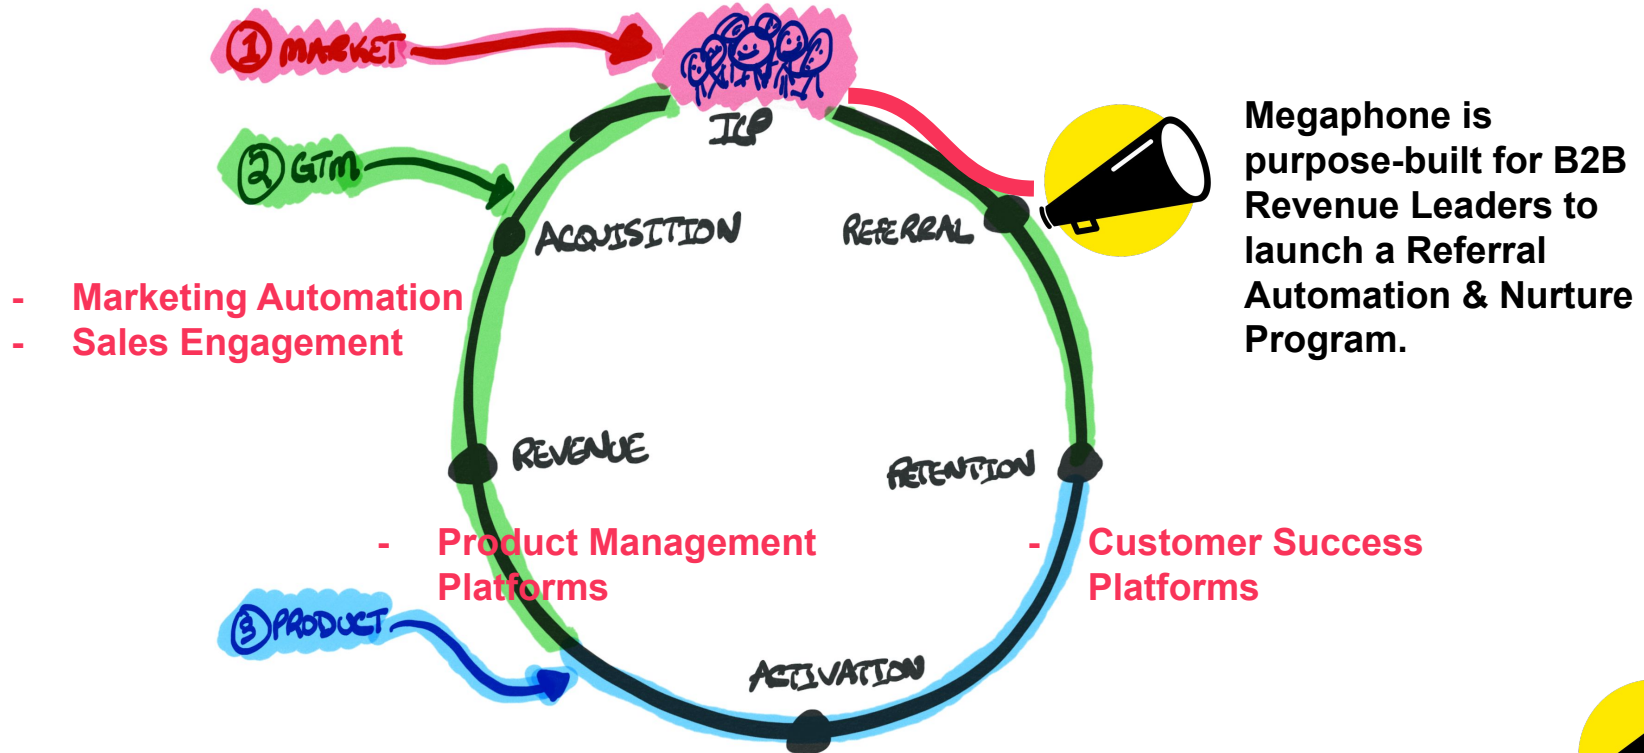 ① MARKET
ICP
② GTM
ACQUISITION
REFERRAL
Megaphone is
purpose-built for B2B
Revenue Leaders to
launch a Referral
Automation & Nurture
Program.
- Marketing Automation
- Sales Engagement
REVENUE
RETENTION
- Product Management
Platforms
- Customer Success
Platforms
③ PRODUCT
ACTIVATION